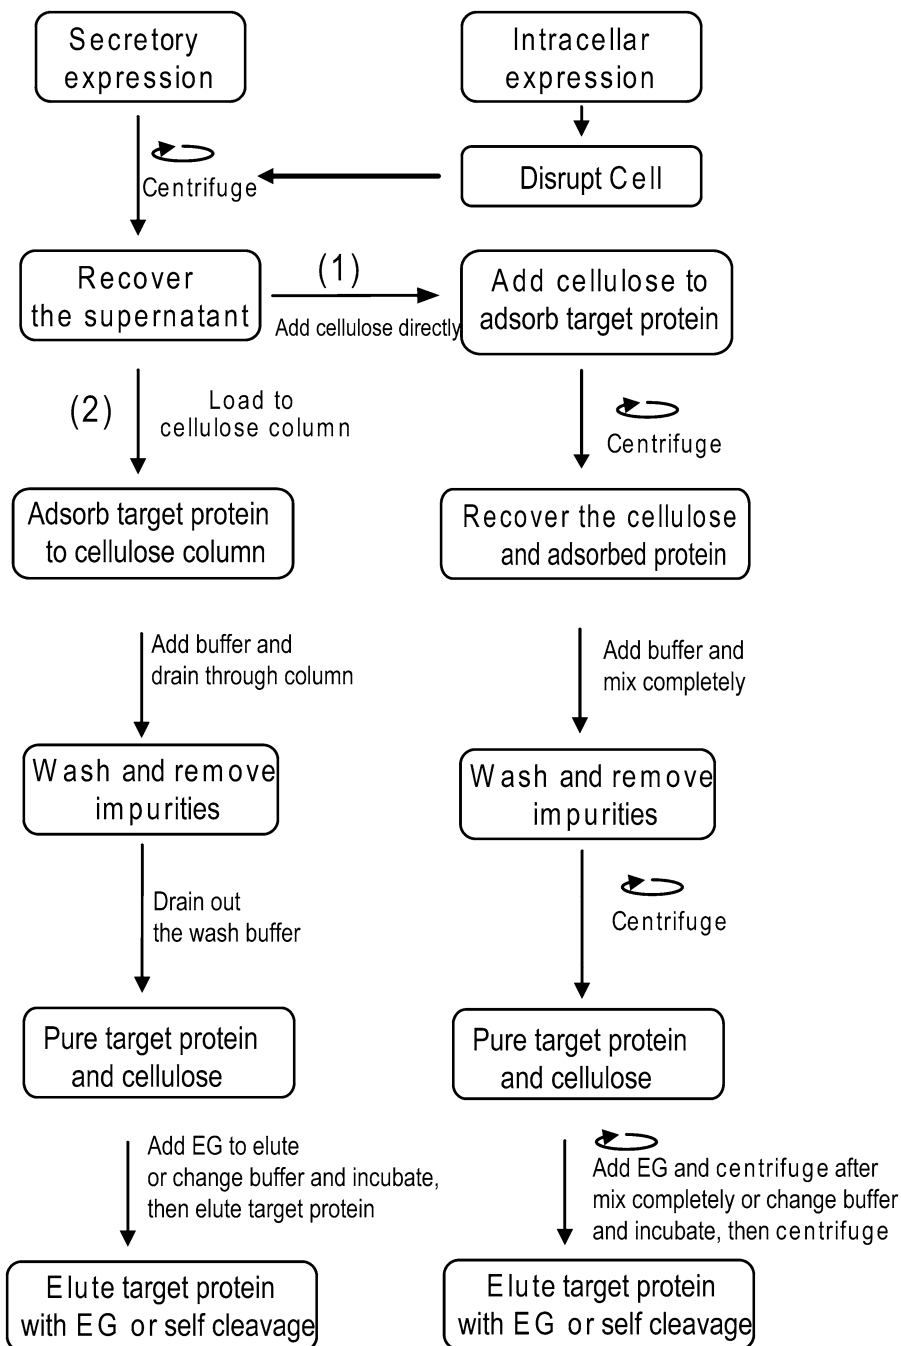 Secretory
expression
Intracellar
expression
Centrifuge
Disrupt Cell
Recover
the supernatant
(1)
Add cellulose directly
Add cellulose to
adsorb target protein
(2)
Load to
cellulose column
Centrifuge
Adsorb target protein
to cellulose column
Recover the cellulose
and adsorbed protein
Add buffer and
drain through column
Add buffer and
mix completely
Wash and remove
impurities
Wash and remove
impurities
Drain out
the wash buffer
Centrifuge
Pure target protein
and cellulose
Pure target protein
and cellulose
Add EG to elute
or change buffer and incubate,
then elute target protein
Add EG and centrifuge after
mix completely or change buffer
and incubate, then centrifuge
Elute target protein
with EG or self cleavage
Elute target protein
with EG or self cleavage